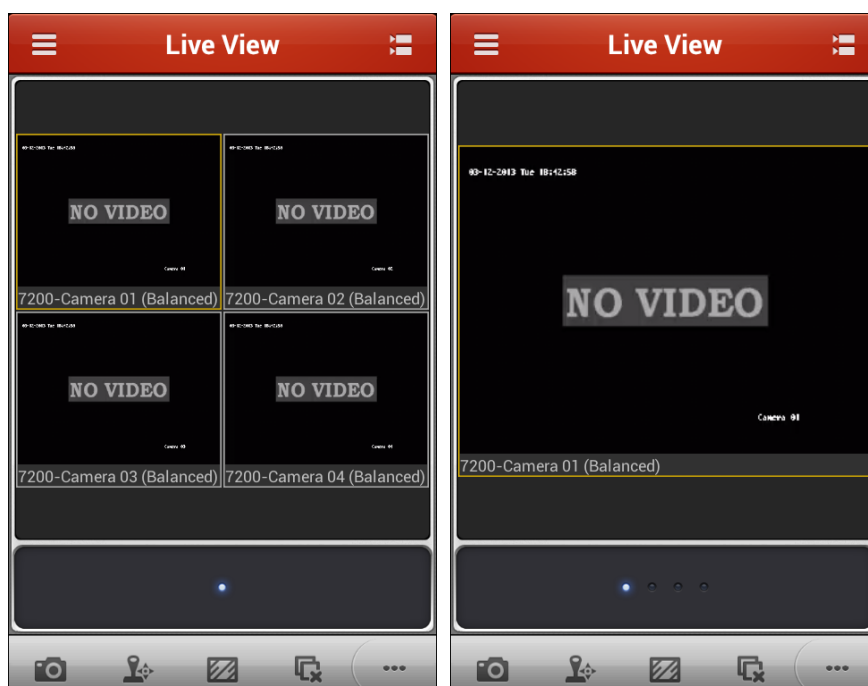 Live View
NO VIDEO
7200-Camera 01 (Balanced)
NO VIDEO
7200-Camera 02 (Balanced)
NO VIDEO
7200-Camera 03 (Balanced)
NO VIDEO
7200-Camera 04 (Balanced)
Live View
03-12-2013 Tue 18:42:58
NO VIDEO
Camera 01
7200-Camera 01 (Balanced)